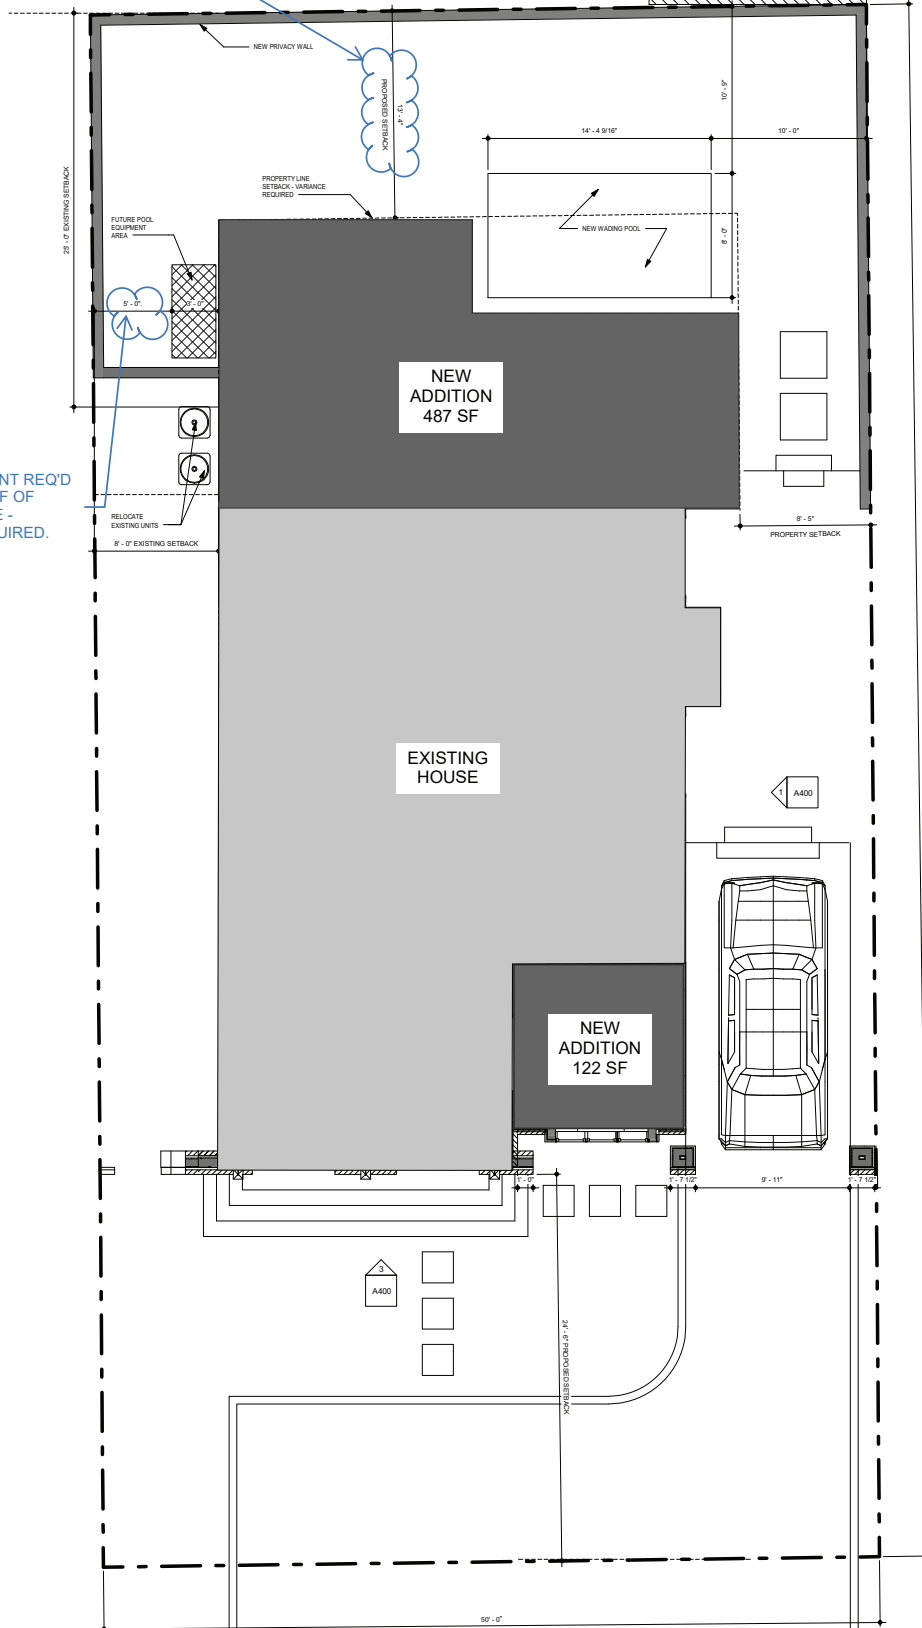 NEW PRIVACY WALL
13' - 4"
PROPOSED SETBACK
10' - 9"
14' - 4 9/16"
10' - 0"
25' - 0" EXISTING SETBACK
PROPERTY LINE
SETBACK - VARIANCE
REQUIRED
FUTURE POOL
EQUIPMENT
AREA
NEW WADING POOL
8' - 0"
5' - 0".
3' - 0"
NEW
ADDITION
487 SF
NT REQ'D
F OF
E -
UIRED.
RELOCATE
EXISTING UNITS
8' - 0" EXISTING SETBACK
8' - 5"
PROPERTY SETBACK
EXISTING
HOUSE
1
A400
NEW
ADDITION
122 SF
1' - 0"
1' - 7 1/2"
9' - 11"
1' - 7 1/2"
3
A400
24' - 6" PROPOSED SETBACK
50' - 0"